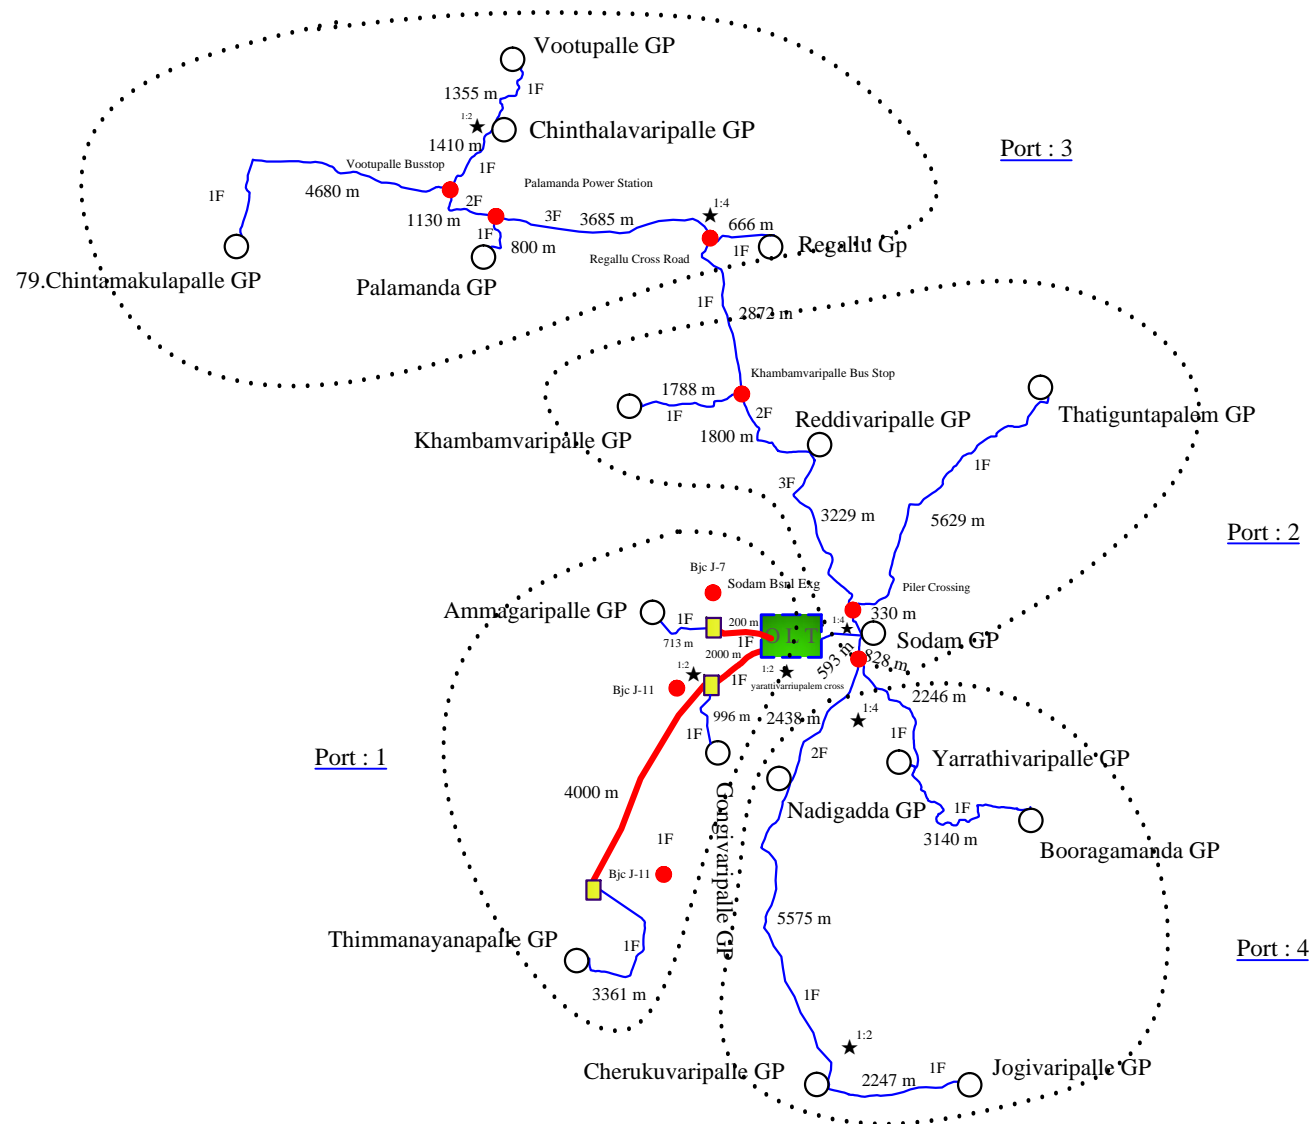 Vootupalle GP
1F
1355 m
1:2
Chinthalavaripalle GP
Port : 3
1410 m
Vootupalle Busstop
1F
Palamanda Power Station
4680 m
1F
2F
1:4
1130 m
3F
3685 m
666 m
1F
800 m
1F
Regallu Gp
Regallu Cross Road
79.Chintamakulapalle GP
Palamanda GP
1F
2872 m
Khambamvaripalle Bus Stop
1788 m
1F
2F
Reddivaripalle GP
Thatiguntapalem GP
Khambamvaripalle GP
1800 m
1F
3F
3229 m
5629 m
Port : 2
Bjc J-7
Sodam Bsnl Exg
Piler Crossing
Ammagaripalle GP
1F
200 m
O L T
1:4
330 m
Sodam GP
713 m
1F
2000 m
593 m
828 m
1:2
1F
1:2
Bjc J-11
yarattivarriupalem cross
2246 m
996 m
2438 m
1:4
1F
2F
1F
Port : 1
Yarrathivaripalle GP
4000 m
Gongivaripalle GP
Nadigadda GP
1F
1F
3140 m
Booragamanda GP
Bjc J-11
5575 m
Thimmanayanapalle GP
1F
Port : 4
3361 m
1F
1:2
Cherukuvaripalle GP
2247 m
1F
Jogivaripalle GP